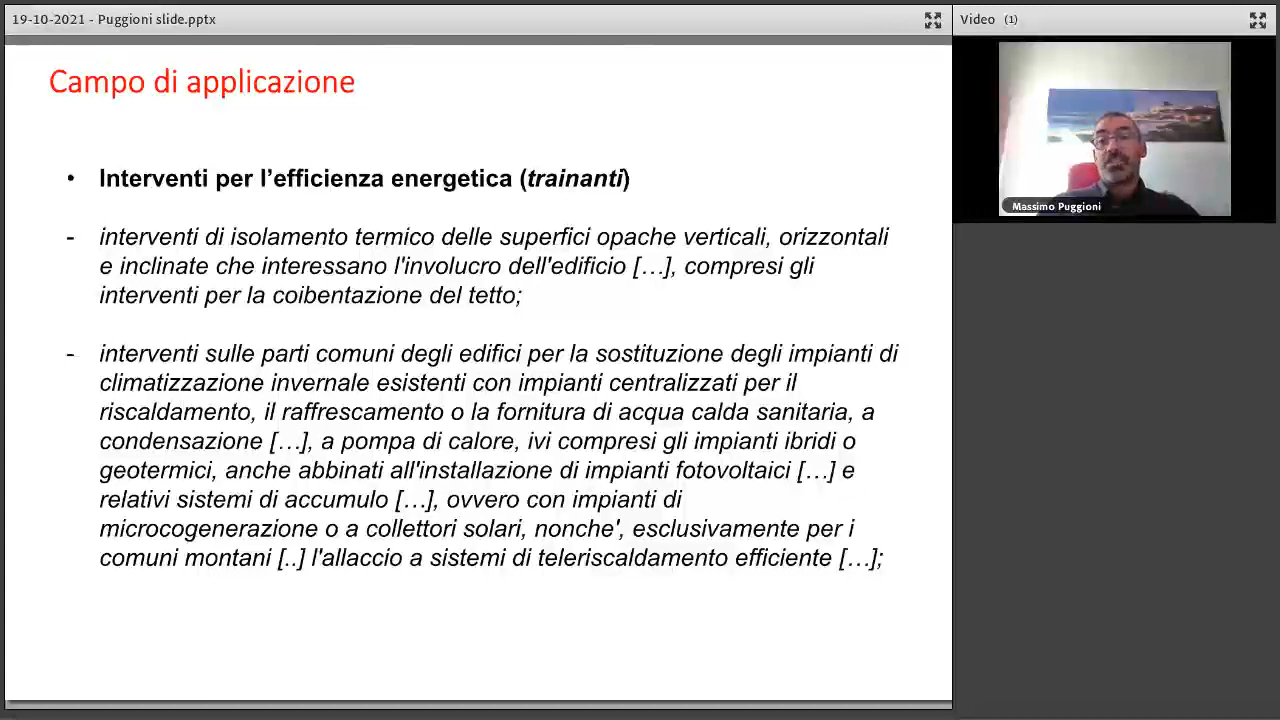 19-10-2021 - Puggioni slide.pptx
Video (1)
Campo di applicazione
Massimo Puggioni
• Interventi per l’efficienza energetica (trainanti)
- interventi di isolamento termico delle superfici opache verticali, orizzontali
e inclinate che interessano l'involucro dell'edificio […], compresi gli
interventi per la coibentazione del tetto;
- interventi sulle parti comuni degli edifici per la sostituzione degli impianti di
climatizzazione invernale esistenti con impianti centralizzati per il
riscaldamento, il raffrescamento o la fornitura di acqua calda sanitaria, a
condensazione […], a pompa di calore, ivi compresi gli impianti ibridi o
geotermici, anche abbinati all'installazione di impianti fotovoltaici […] e
relativi sistemi di accumulo […], ovvero con impianti di
microcogenerazione o a collettori solari, nonche', esclusivamente per i
comuni montani [..] l'allaccio a sistemi di teleriscaldamento efficiente […];